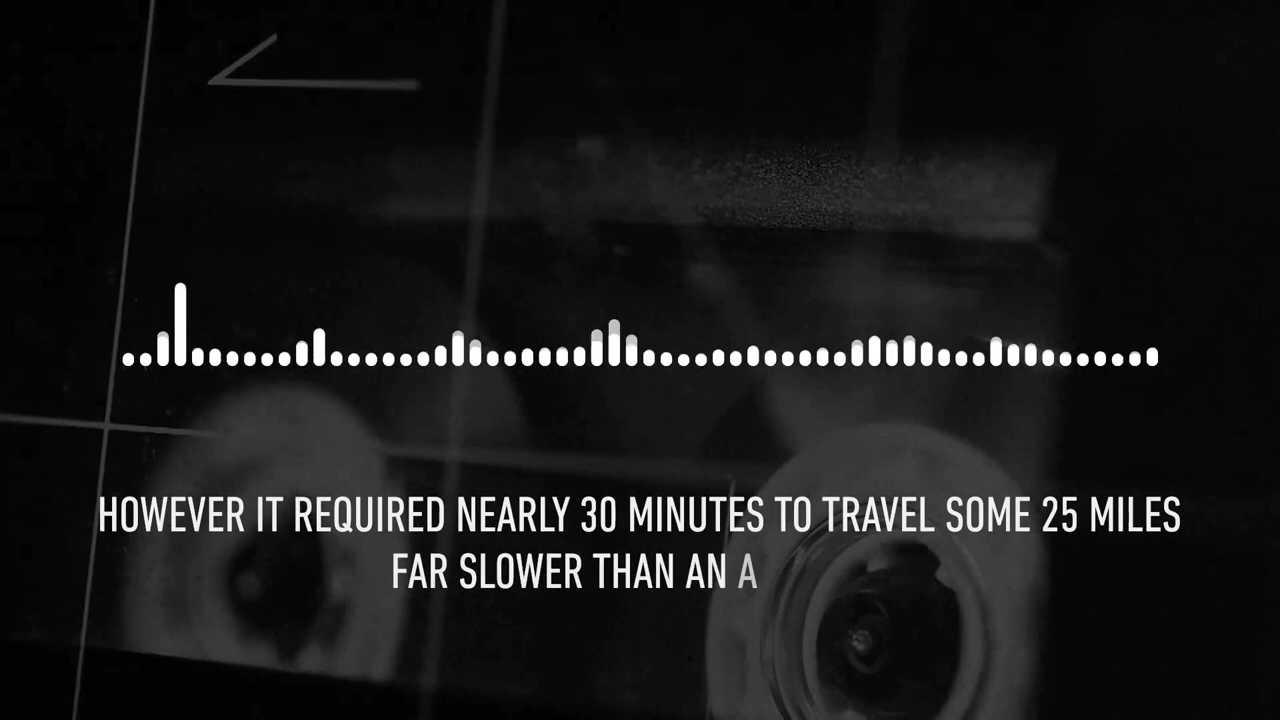 HOWEVER IT REQUIRED NEARLY 30 MINUTES TO TRAVEL SOME 25 MILES
FAR SLOWER THAN AN A